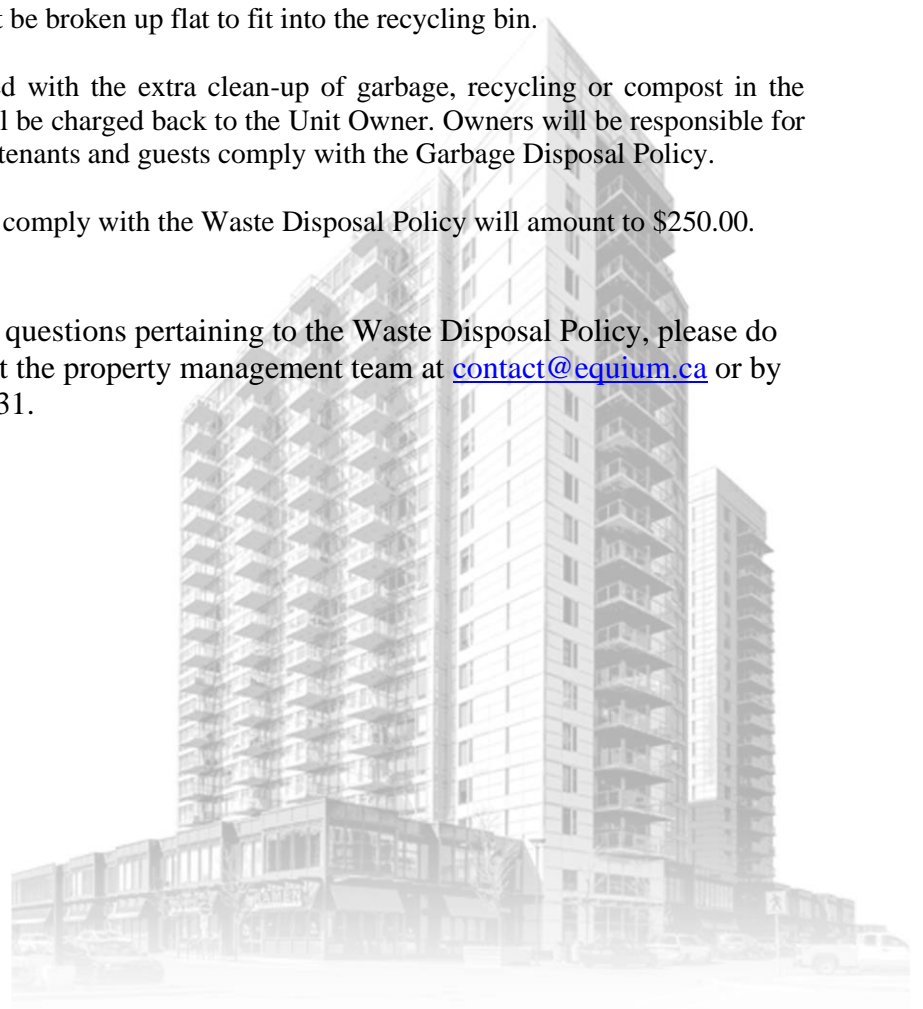 be broken up flat to fit into the recycling bin.
with the extra clean-up of garbage, recycling or compost in the
be charged back to the Unit Owner. Owners will be responsible for
tenants and guests comply with the Garbage Disposal Policy.
comply with the Waste Disposal Policy will amount to $250.00.
questions pertaining to the Waste Disposal Policy, please do
the property management team at contact@equium.ca or by
31.